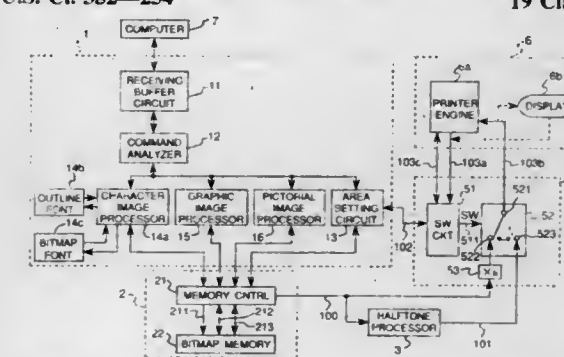 382—254
19 Cl
COMPUTER 7
1
6
RECEIVING BUFFER CIRCUIT 11
6a
PRINTER ENGINE
6b
DISPLAY
COMMAND ANALYZER 12
103c 103a 103b
14b
OUTLINE FONT
CHARACTER IMAGE PROCESSOR 14a
GRAPHIC IMAGE PROCESSOR 15
PICTORIAL IMAGE PROCESSOR 16
AREA SETTING CIRCUIT 13
14c
BITMAP FONT
102
51
SW CKT
SW
511
521
52
522
523
53
21
MEMORY CNTRL
100
2
211 212
213
22
BITMAP MEMORY
HALFTONE PROCESSOR
3
101